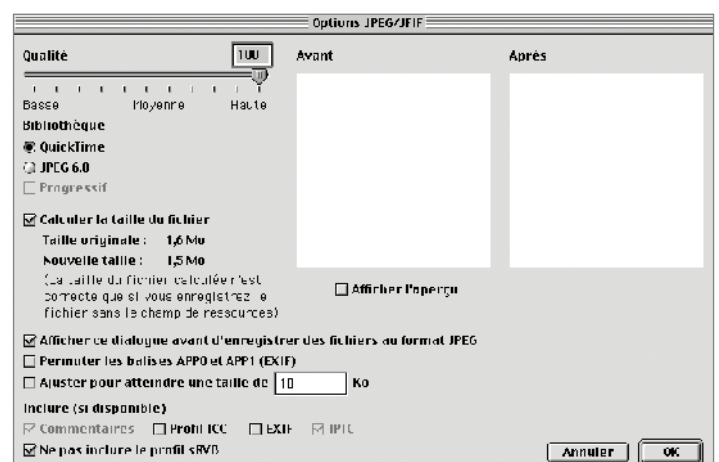 Options JPEG/JFIF
Qualité 100
Avant
Après
Basse Moyenne Haute
Bibliothèque
QuickTime
JPEG 6.0
Progressif
Calculer la taille du fichier
Taille originale : 1,6 Mo
Nouvelle taille : 1,5 Mo
(La taille du fichier calculée n'est
correcte que si vous enregistrez le
fichier sans le champ de ressources)
Afficher l'aperçu
Afficher ce dialogue avant d'enregistrer des fichiers au format JPEG
Permuter les balises APP0 et APP1 (EXIF)
Ajuster pour atteindre une taille de 10 Ko
Inclure (si disponible)
Commentaires Profil ICC EXIF IPTC
Ne pas inclure le profil sRVB
Annuler OK